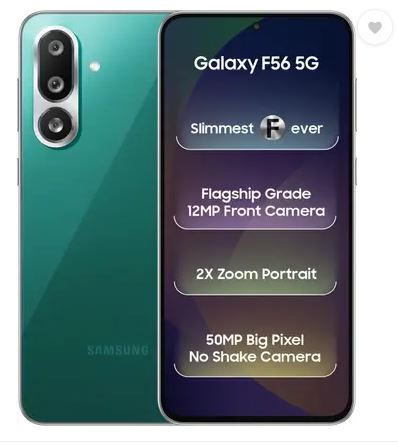 Galaxy F56 5G
Slimmest F ever
Flagship Grade
12MP Front Camera
2X Zoom Portrait
50MP Big Pixel
No Shake Camera
SAMSUNG